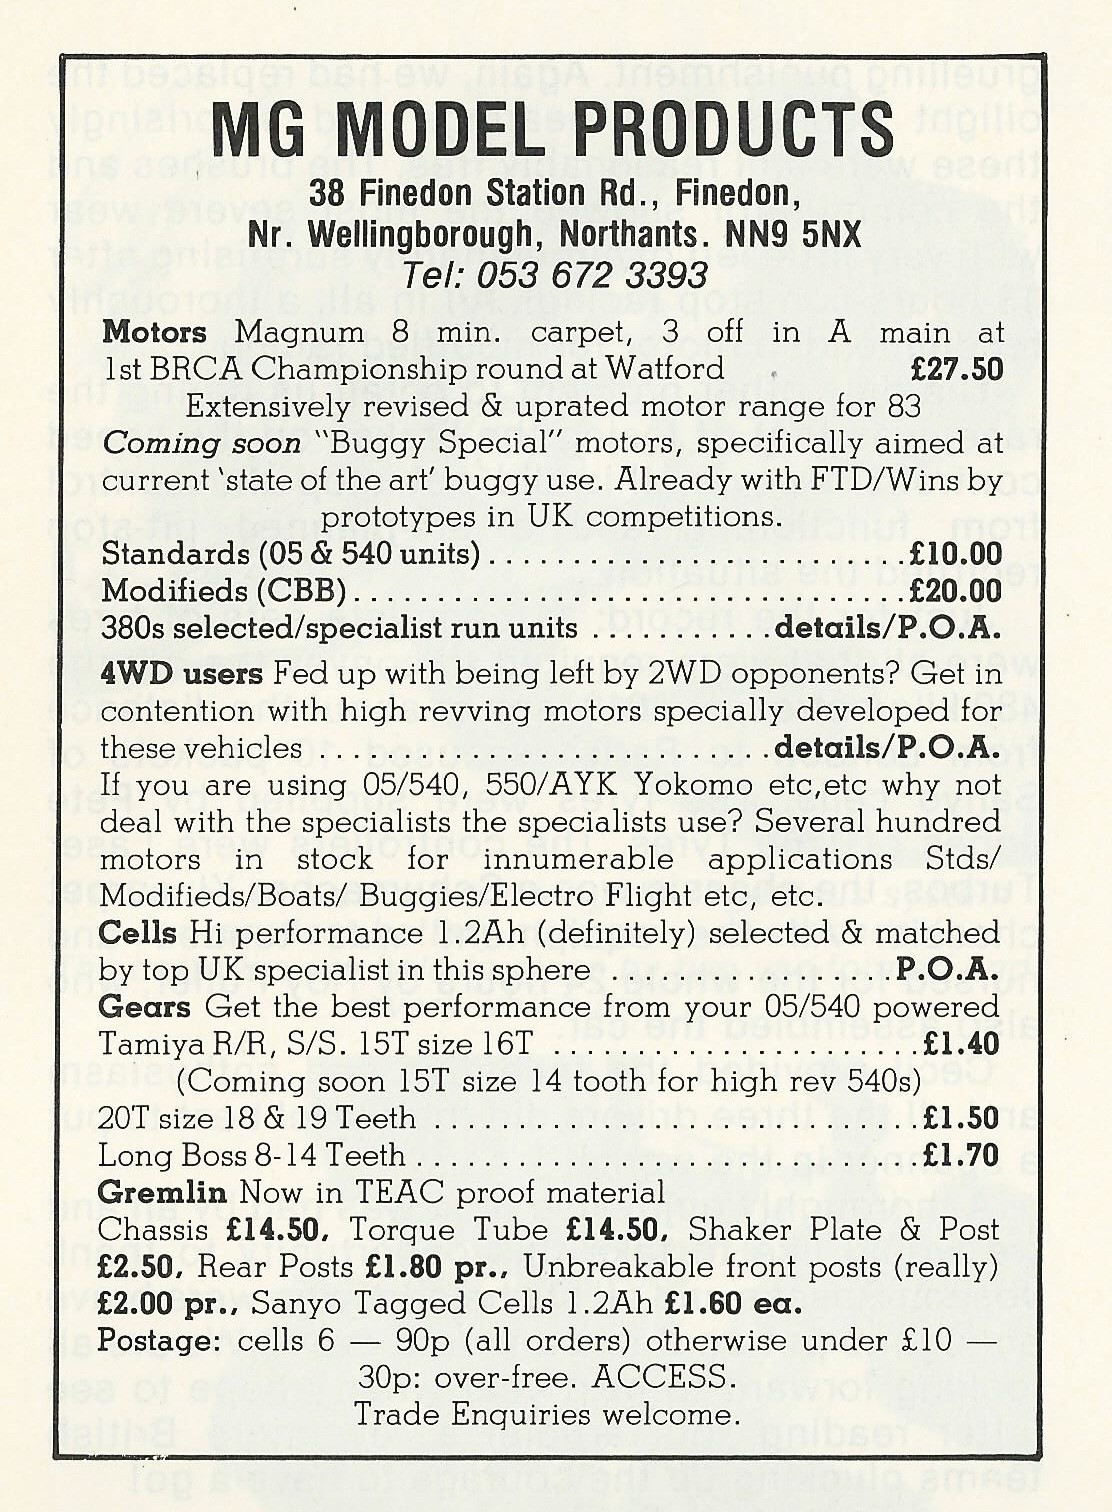 MG MODEL PRODUCTS
38 Finedon Station Rd., Finedon,
Nr. Wellingborough, Northants. NN9 5NX
Tel: 053 672 3393
Motors Magnum 8 min. carpet, 3 off in A main at
1st BRCA Championship round at Watford £27.50
Extensively revised & uprated motor range for 83
Coming soon "Buggy Special" motors, specifically aimed at
current 'state of the art' buggy use. Already with FTD/Wins by
prototypes in UK competitions.
Standards (05 & 540 units) . . . . . . . . . . . . . . . . . . . . . . £10.00
Modifieds (CBB) . . . . . . . . . . . . . . . . . . . . . . . . . . . . . . £20.00
380s selected/specialist run units . . . . . . . . . . . details/P.O.A.
4WD users Fed up with being left by 2WD opponents? Get in
contention with high revving motors specially developed for
these vehicles . . . . . . . . . . . . . . . . . . . . . . . . . details/P.O.A.
If you are using 05/540, 550/AYK Yokomo etc,etc why not
deal with the specialists the specialists use? Several hundred
motors in stock for innumerable applications Stds/
Modifieds/Boats/ Buggies/Electro Flight etc, etc.
Cells Hi performance 1.2Ah (definitely) selected & matched
by top UK specialist in this sphere . . . . . . . . . . . . . . . P.O.A.
Gears Get the best performance from your 05/540 powered
Tamiya R/R, S/S. 15T size 16T . . . . . . . . . . . . . . . . . . . £1.40
(Coming soon 15T size 14 tooth for high rev 540s)
20T size 18 & 19 Teeth . . . . . . . . . . . . . . . . . . . . . . . . . £1.50
Long Boss 8-14 Teeth . . . . . . . . . . . . . . . . . . . . . . . . . . £1.70
Gremlin Now in TEAC proof material
Chassis £14.50, Torque Tube £14.50, Shaker Plate & Post
£2.50, Rear Posts £1.80 pr., Unbreakable front posts (really)
£2.00 pr., Sanyo Tagged Cells 1.2Ah £1.60 ea.
Postage: cells 6 — 90p (all orders) otherwise under £10 —
30p: over-free. ACCESS.
Trade Enquiries welcome.